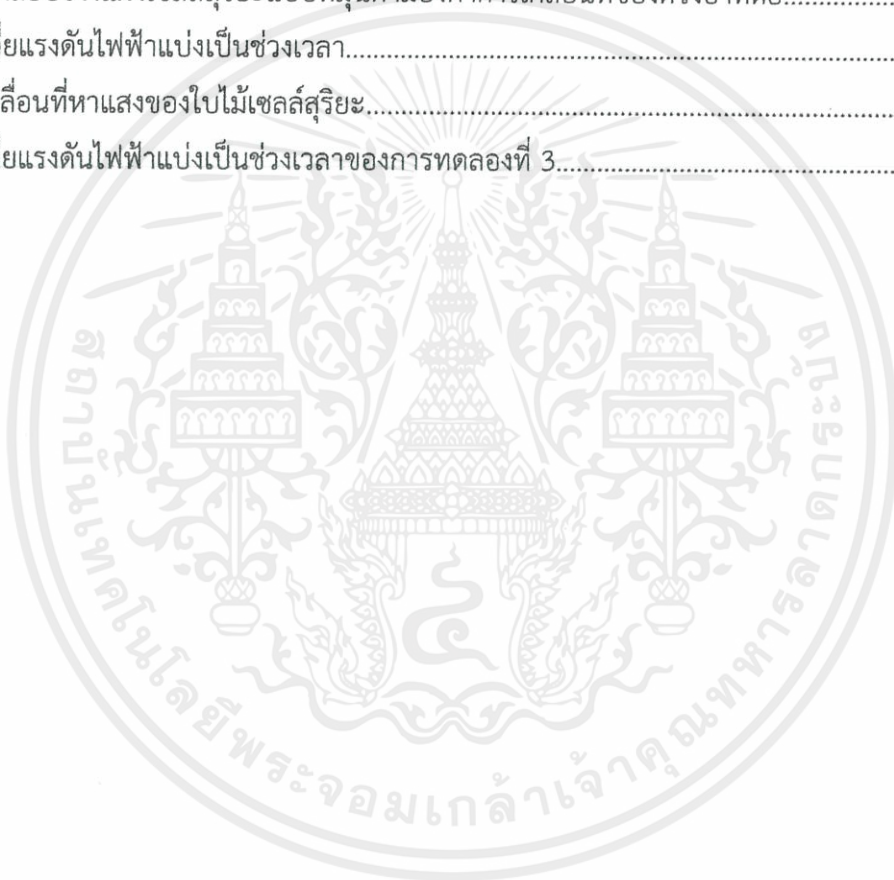 ยแรงดันไฟฟ้าแบ่งเป็นช่วงเวลา
ลื่อนที่หาแสงของใบไม้เซลล์สุริยะ
ยแรงดันไฟฟ้าแบ่งเป็นช่วงเวลาของการทดลองที่ 3
สถาบันเทคโนโลยีพระจอมเกล้าเจ้าคุณทหารลาดกระบัง